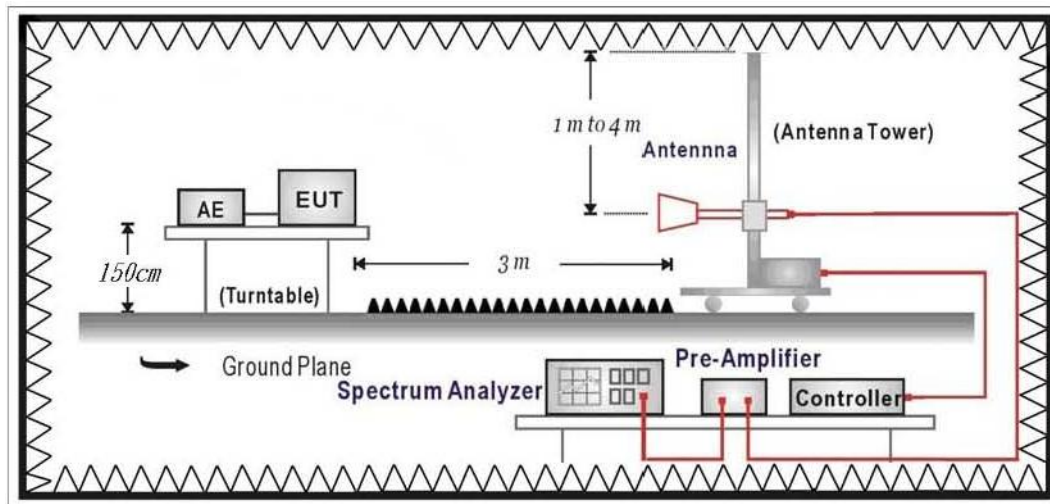 1 m to 4 m
(Antenna Tower)
Antennna
AE
EUT
150cm
3 m
(Turntable)
Ground Plane
Pre-Amplifier
Spectrum Analyzer
Controller